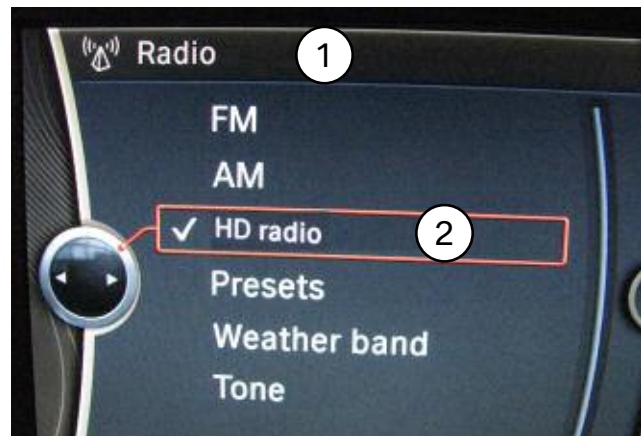 Radio 1
FM
AM
✓ HD radio 2
Presets
Weather band
Tone